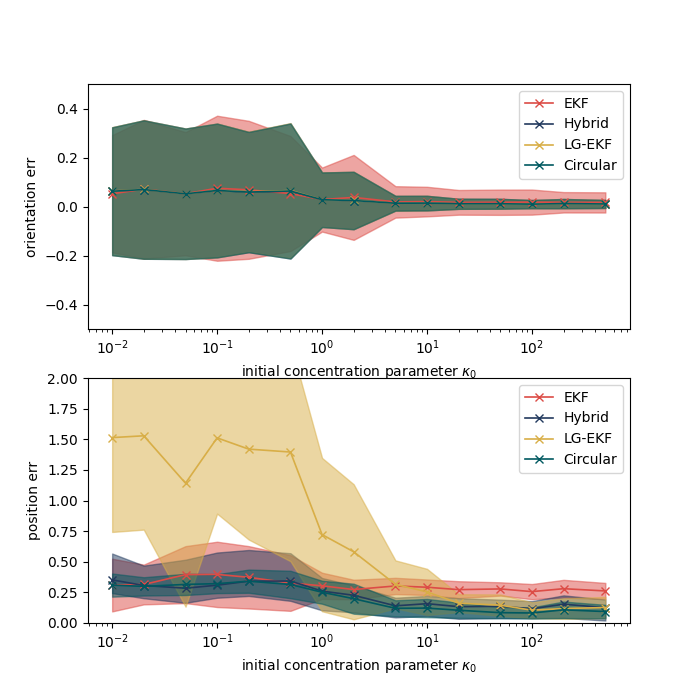 0.4
0.2
0.0
−0.2
−0.4
orientation err
EKF
Hybrid
LG-EKF
Circular
10⁻² 10⁻¹ 10⁰ 10¹ 10²
initial concentration parameter κ₀
2.00
1.75
1.50
1.25
1.00
0.75
0.50
0.25
0.00
position err
EKF
Hybrid
LG-EKF
Circular
10⁻² 10⁻¹ 10⁰ 10¹ 10²
initial concentration parameter κ₀